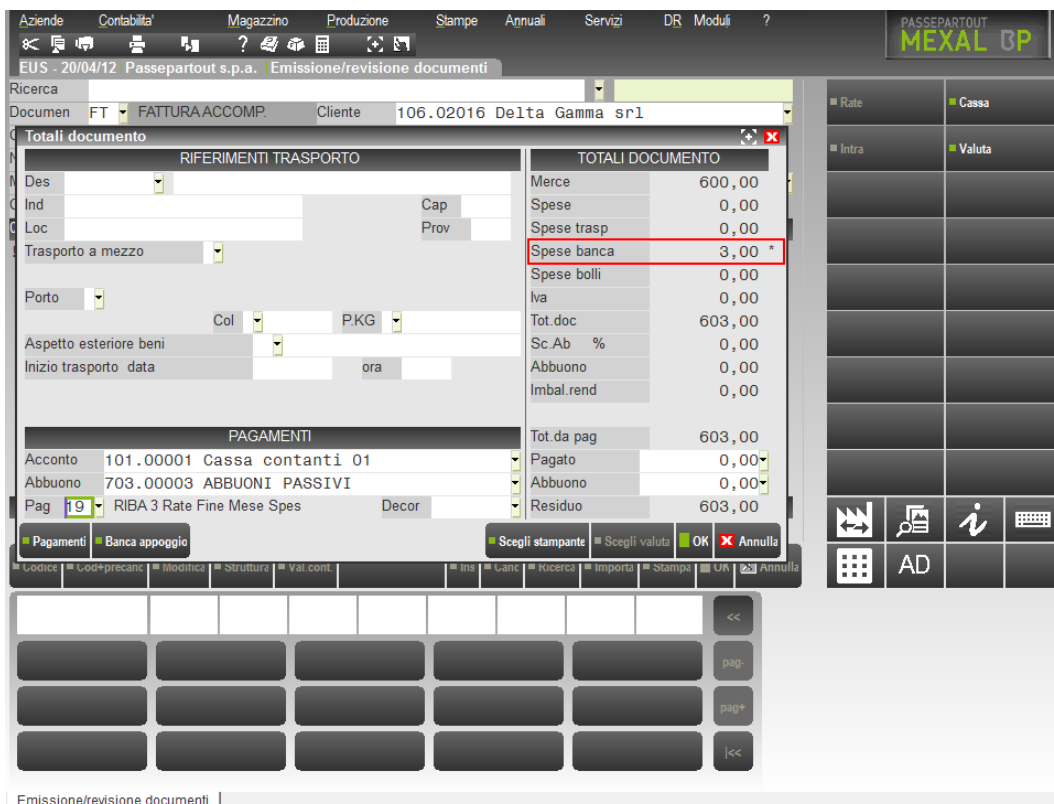 Aziende Contabilita' Magazzino Produzione Stampe Annuali Servizi DR Moduli ?
PASSEPARTOUT
MEXAL BP
EUS - 20/04/12 Passepartout s.p.a. Emissione/revisione documenti
Ricerca
Documen FT FATTURA ACCOMP. Cliente 106.02016 Delta Gamma srl
Rate Cassa
Totali documento
Intra Valuta
RIFERIMENTI TRASPORTO TOTALI DOCUMENTO
Des Merce 600,00
Ind Cap Spese 0,00
Loc Prov Spese trasp 0,00
Trasporto a mezzo Spese banca 3,00 *
Spese bolli 0,00
Porto Iva 0,00
Col P.KG Tot.doc 603,00
Aspetto esteriore beni Sc.Ab % 0,00
Inizio trasporto data ora Abbuono 0,00
Imbal.rend 0,00
PAGAMENTI Tot.da pag 603,00
Acconto 101.00001 Cassa contanti 01 Pagato 0,00
Abbuono 703.00003 ABBUONI PASSIVI Abbuono 0,00
Pag 19 RIBA 3 Rate Fine Mese Spes Decor Residuo 603,00
Pagamenti Banca appoggio Scegli stampante Scegli valuta OK Annulla
Codice Cod+precanc Modifica Struttura Val.cont. Ins Canc Ricerca Importa Stampa OK Annulla
AD
<<
pag-
pag+
|<<
Emissione/revisione documenti